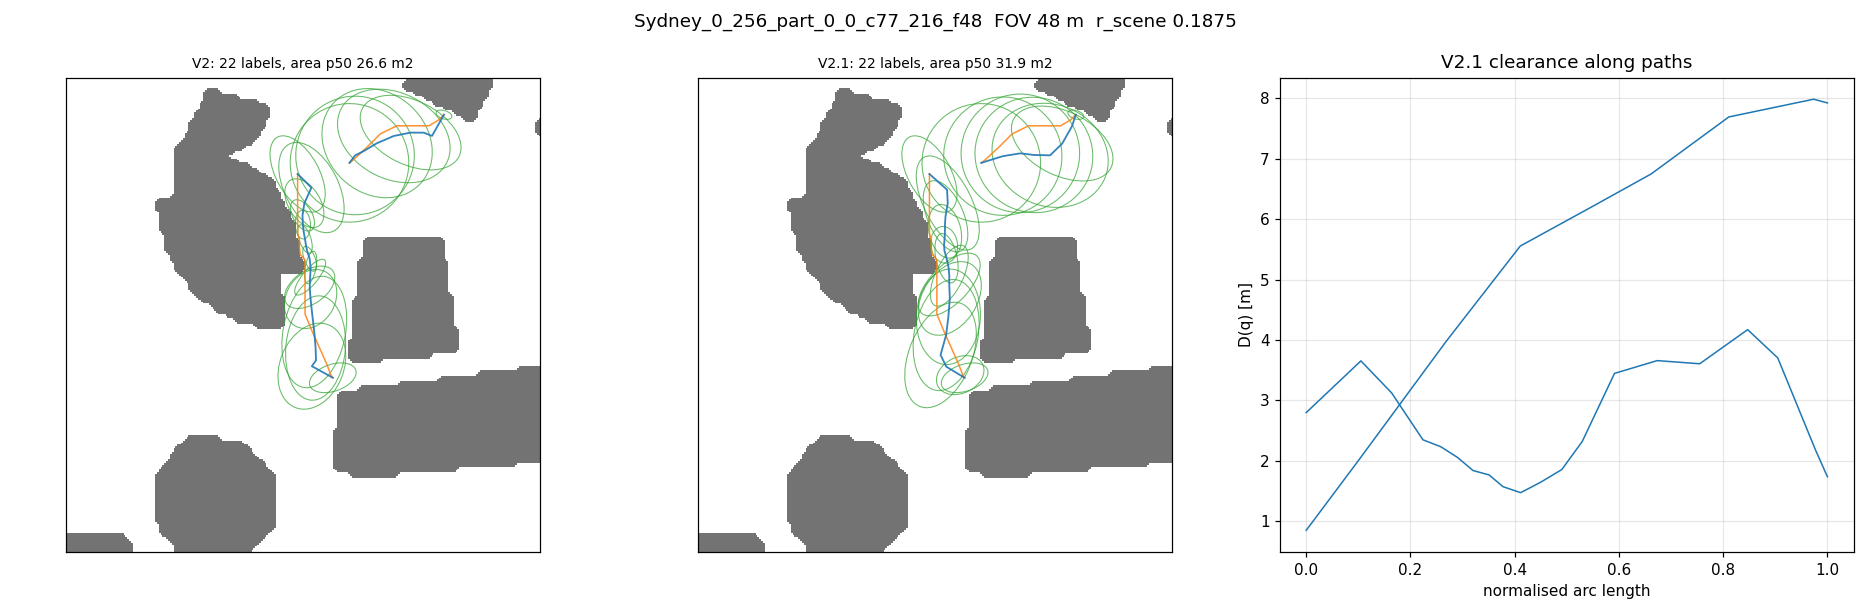 Sydney_0_256_part_0_0_c77_216_f48  FOV 48 m  r_scene 0.1875
V2: 22 labels, area p50 26.6 m2
V2.1: 22 labels, area p50 31.9 m2
V2.1 clearance along paths
D(q) [m]
8
7
6
5
4
3
2
1
0.0 0.2 0.4 0.6 0.8 1.0
normalised arc length